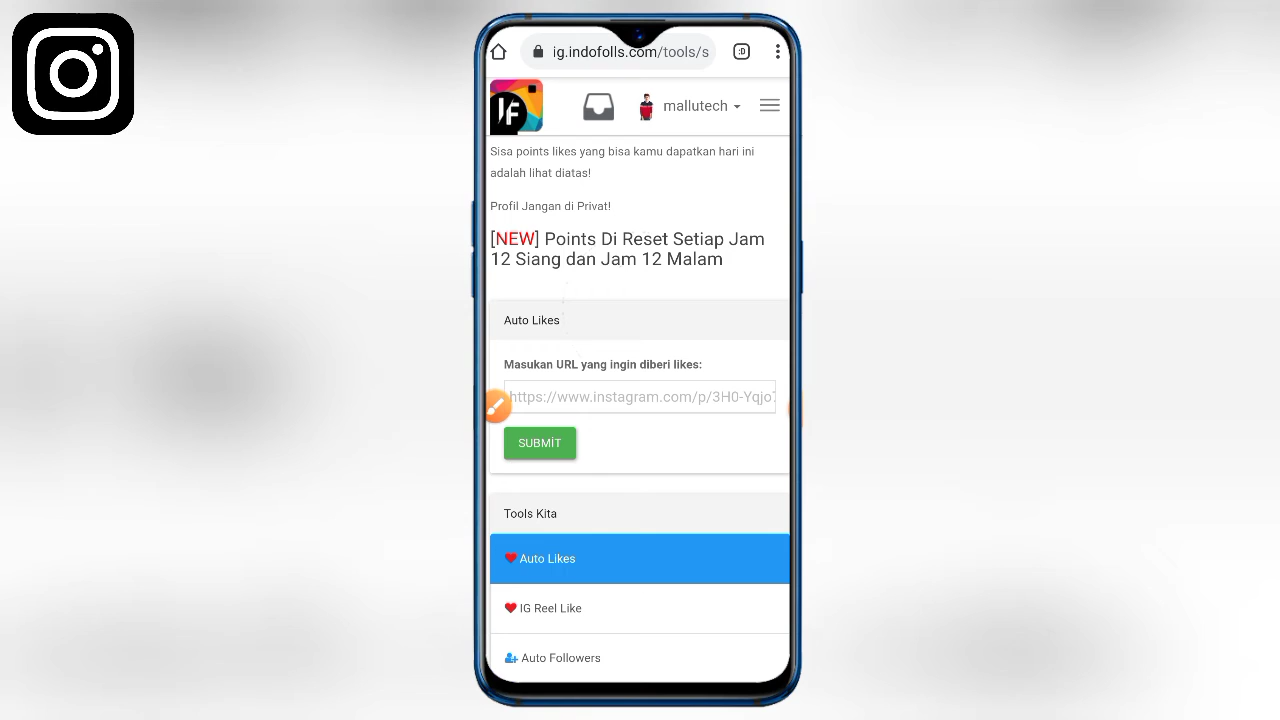 ig.indofolls.com/tools/s
:D
IF
mallutech
Sisa points likes yang bisa kamu dapatkan hari ini
adalah lihat diatas!
Profil Jangan di Privat!
[NEW] Points Di Reset Setiap Jam
12 Siang dan Jam 12 Malam
Auto Likes
Masukan URL yang ingin diberi likes:
https://www.instagram.com/p/3H0-Yqjo
SUBMİT
Tools Kita
Auto Likes
IG Reel Like
Auto Followers